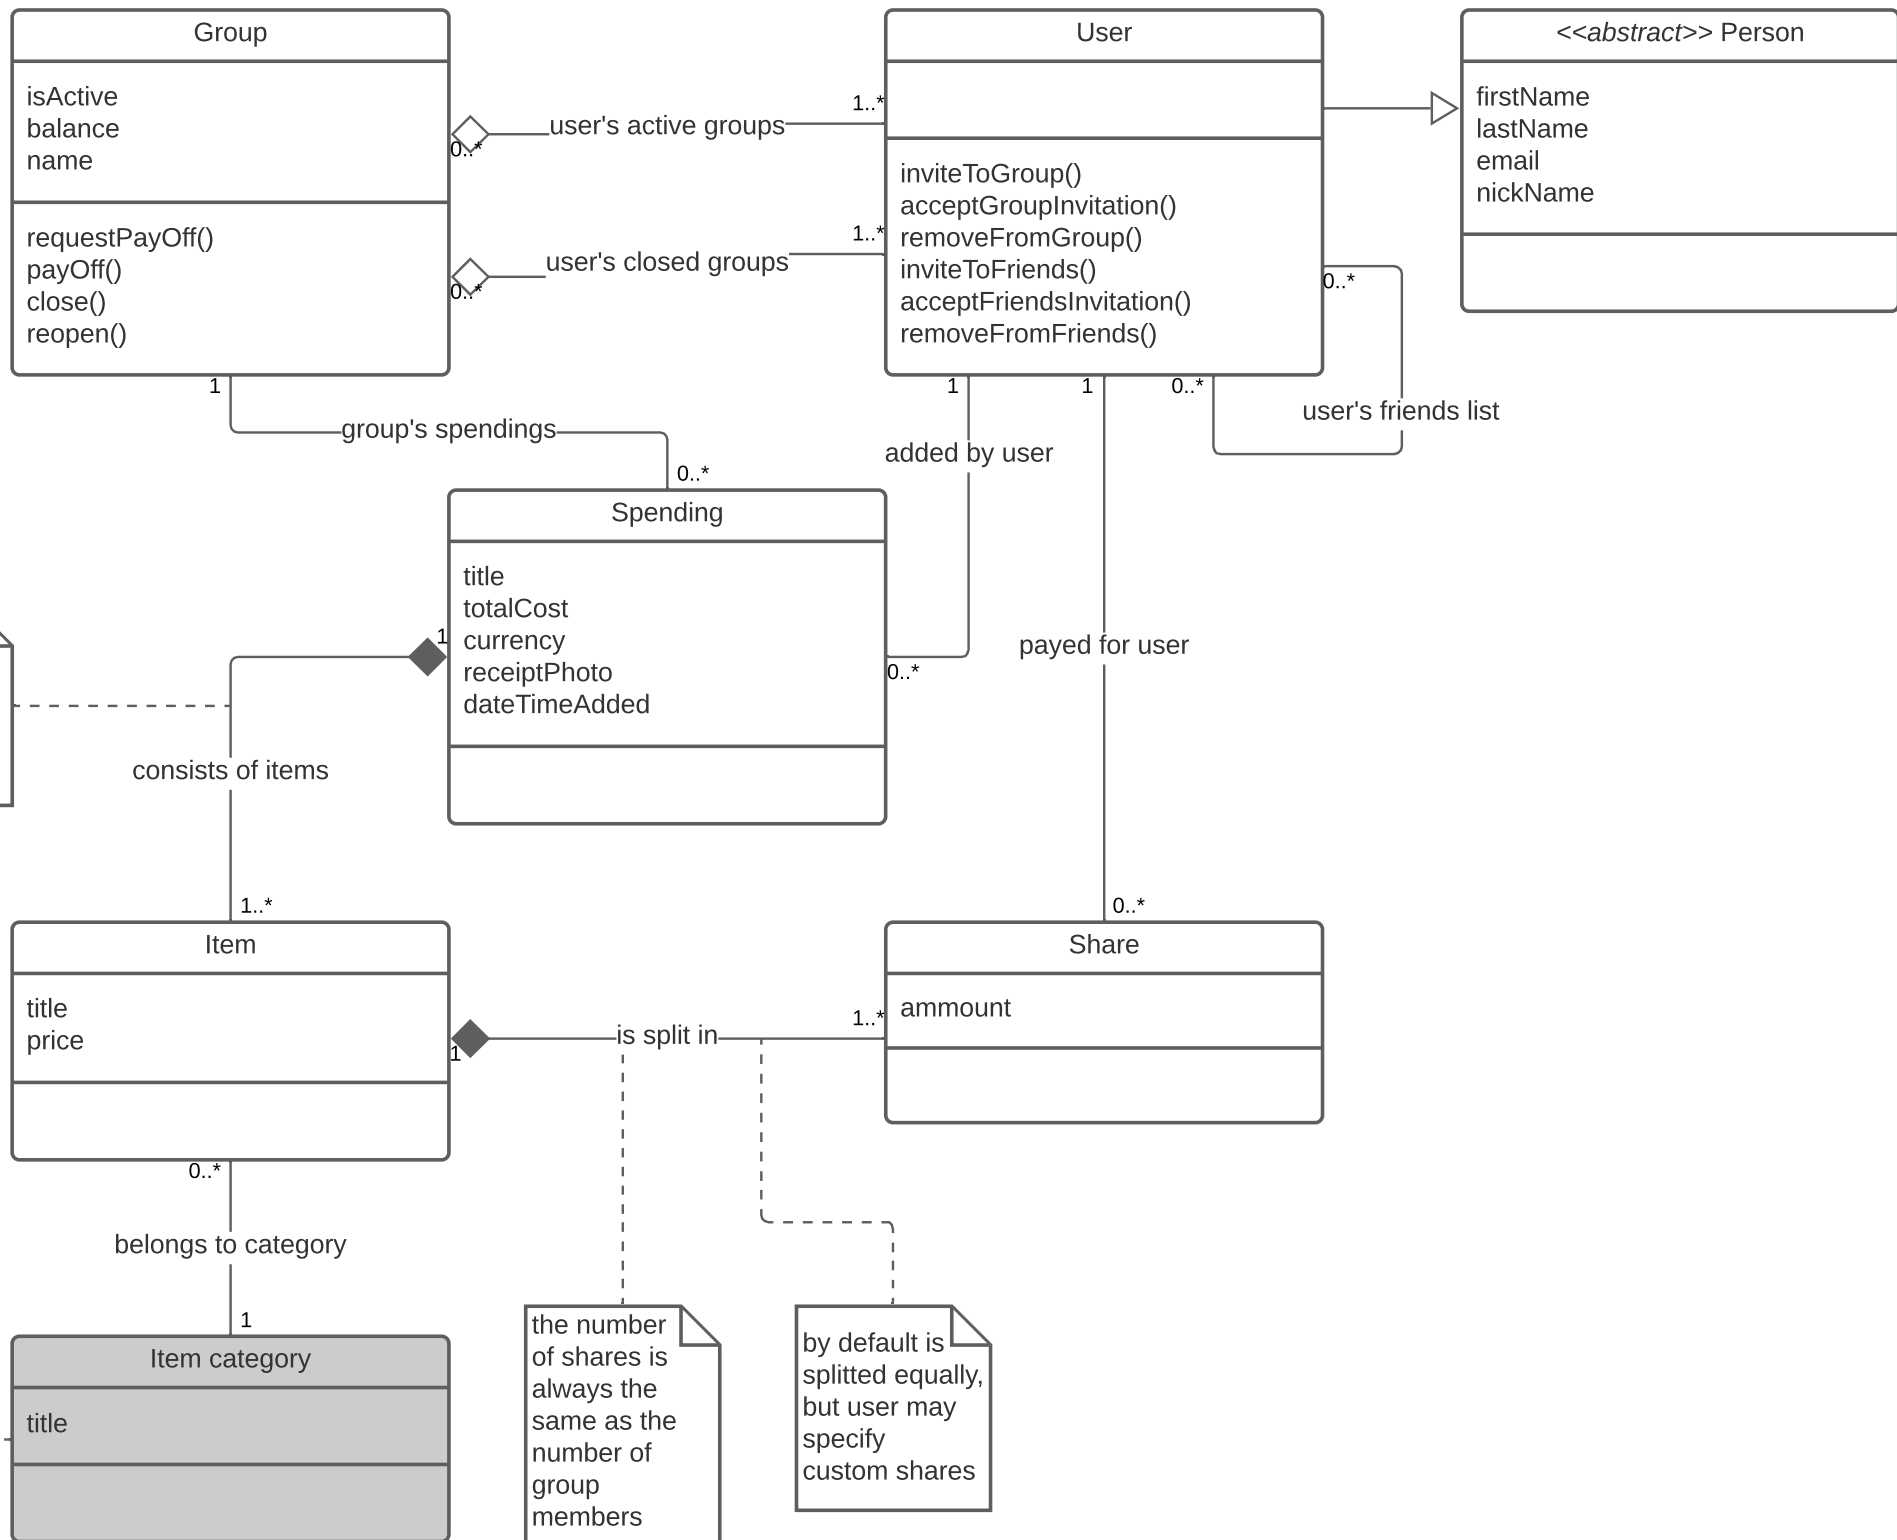 Group
isActive
balance
name
requestPayOff()
payOff()
close()
reopen()
User
inviteToGroup()
acceptGroupInvitation()
removeFromGroup()
inviteToFriends()
acceptFriendsInvitation()
removeFromFriends()
<<abstract>> Person
firstName
lastName
email
nickName
1..*
user's active groups
0..*
1..*
user's closed groups
0..*
0..*
user's friends list
0..*
1
group's spendings
0..*
1
added by user
0..*
1
payed for user
0..*
Spending
title
totalCost
currency
receiptPhoto
dateTimeAdded
1
consists of items
1..*
Item
title
price
Share
ammount
1..*
is split in
1
0..*
belongs to category
1
Item category
title
the number
of shares is
always the
same as the
number of
group
members
by default is
splitted equally,
but user may
specify
custom shares